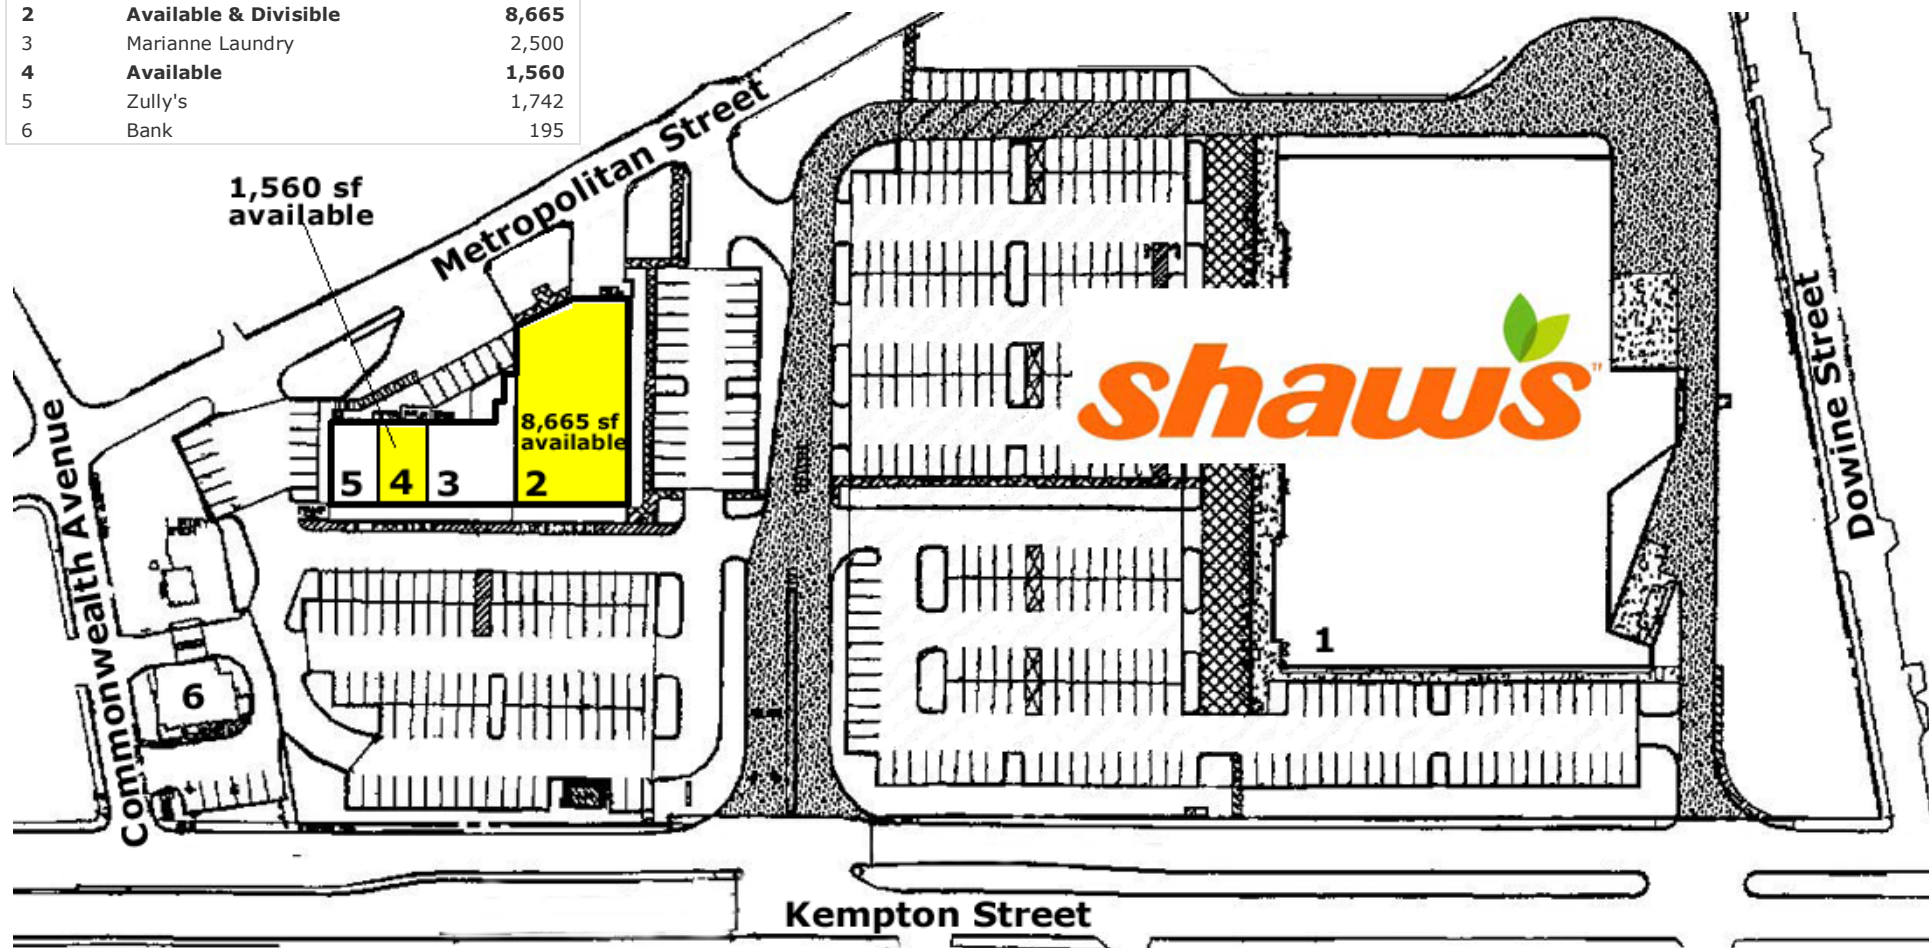 2 Available & Divisible 8,665
3 Marianne Laundry 2,500
4 Available 1,560
5 Zully's 1,742
6 Bank 195
1,560 sf
available
Metropolitan Street
8,665 sf
available
5 4 3 2
shaws
1
6
Commonwealth Avenue
Dowine Street
Kempton Street